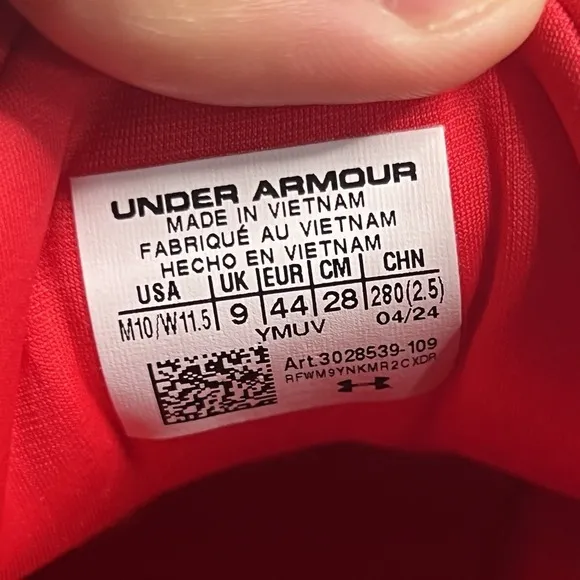 UNDER ARMOUR
MADE IN VIETNAM
FABRIQUÉ AU VIETNAM
HECHO EN VIETNAM
USA UK EUR CM CHN
M10/W11.5 9 44 28 280(2.5)
YMUV 04/24
Art.3028539-109
RFWM9YNKMR2CXDR